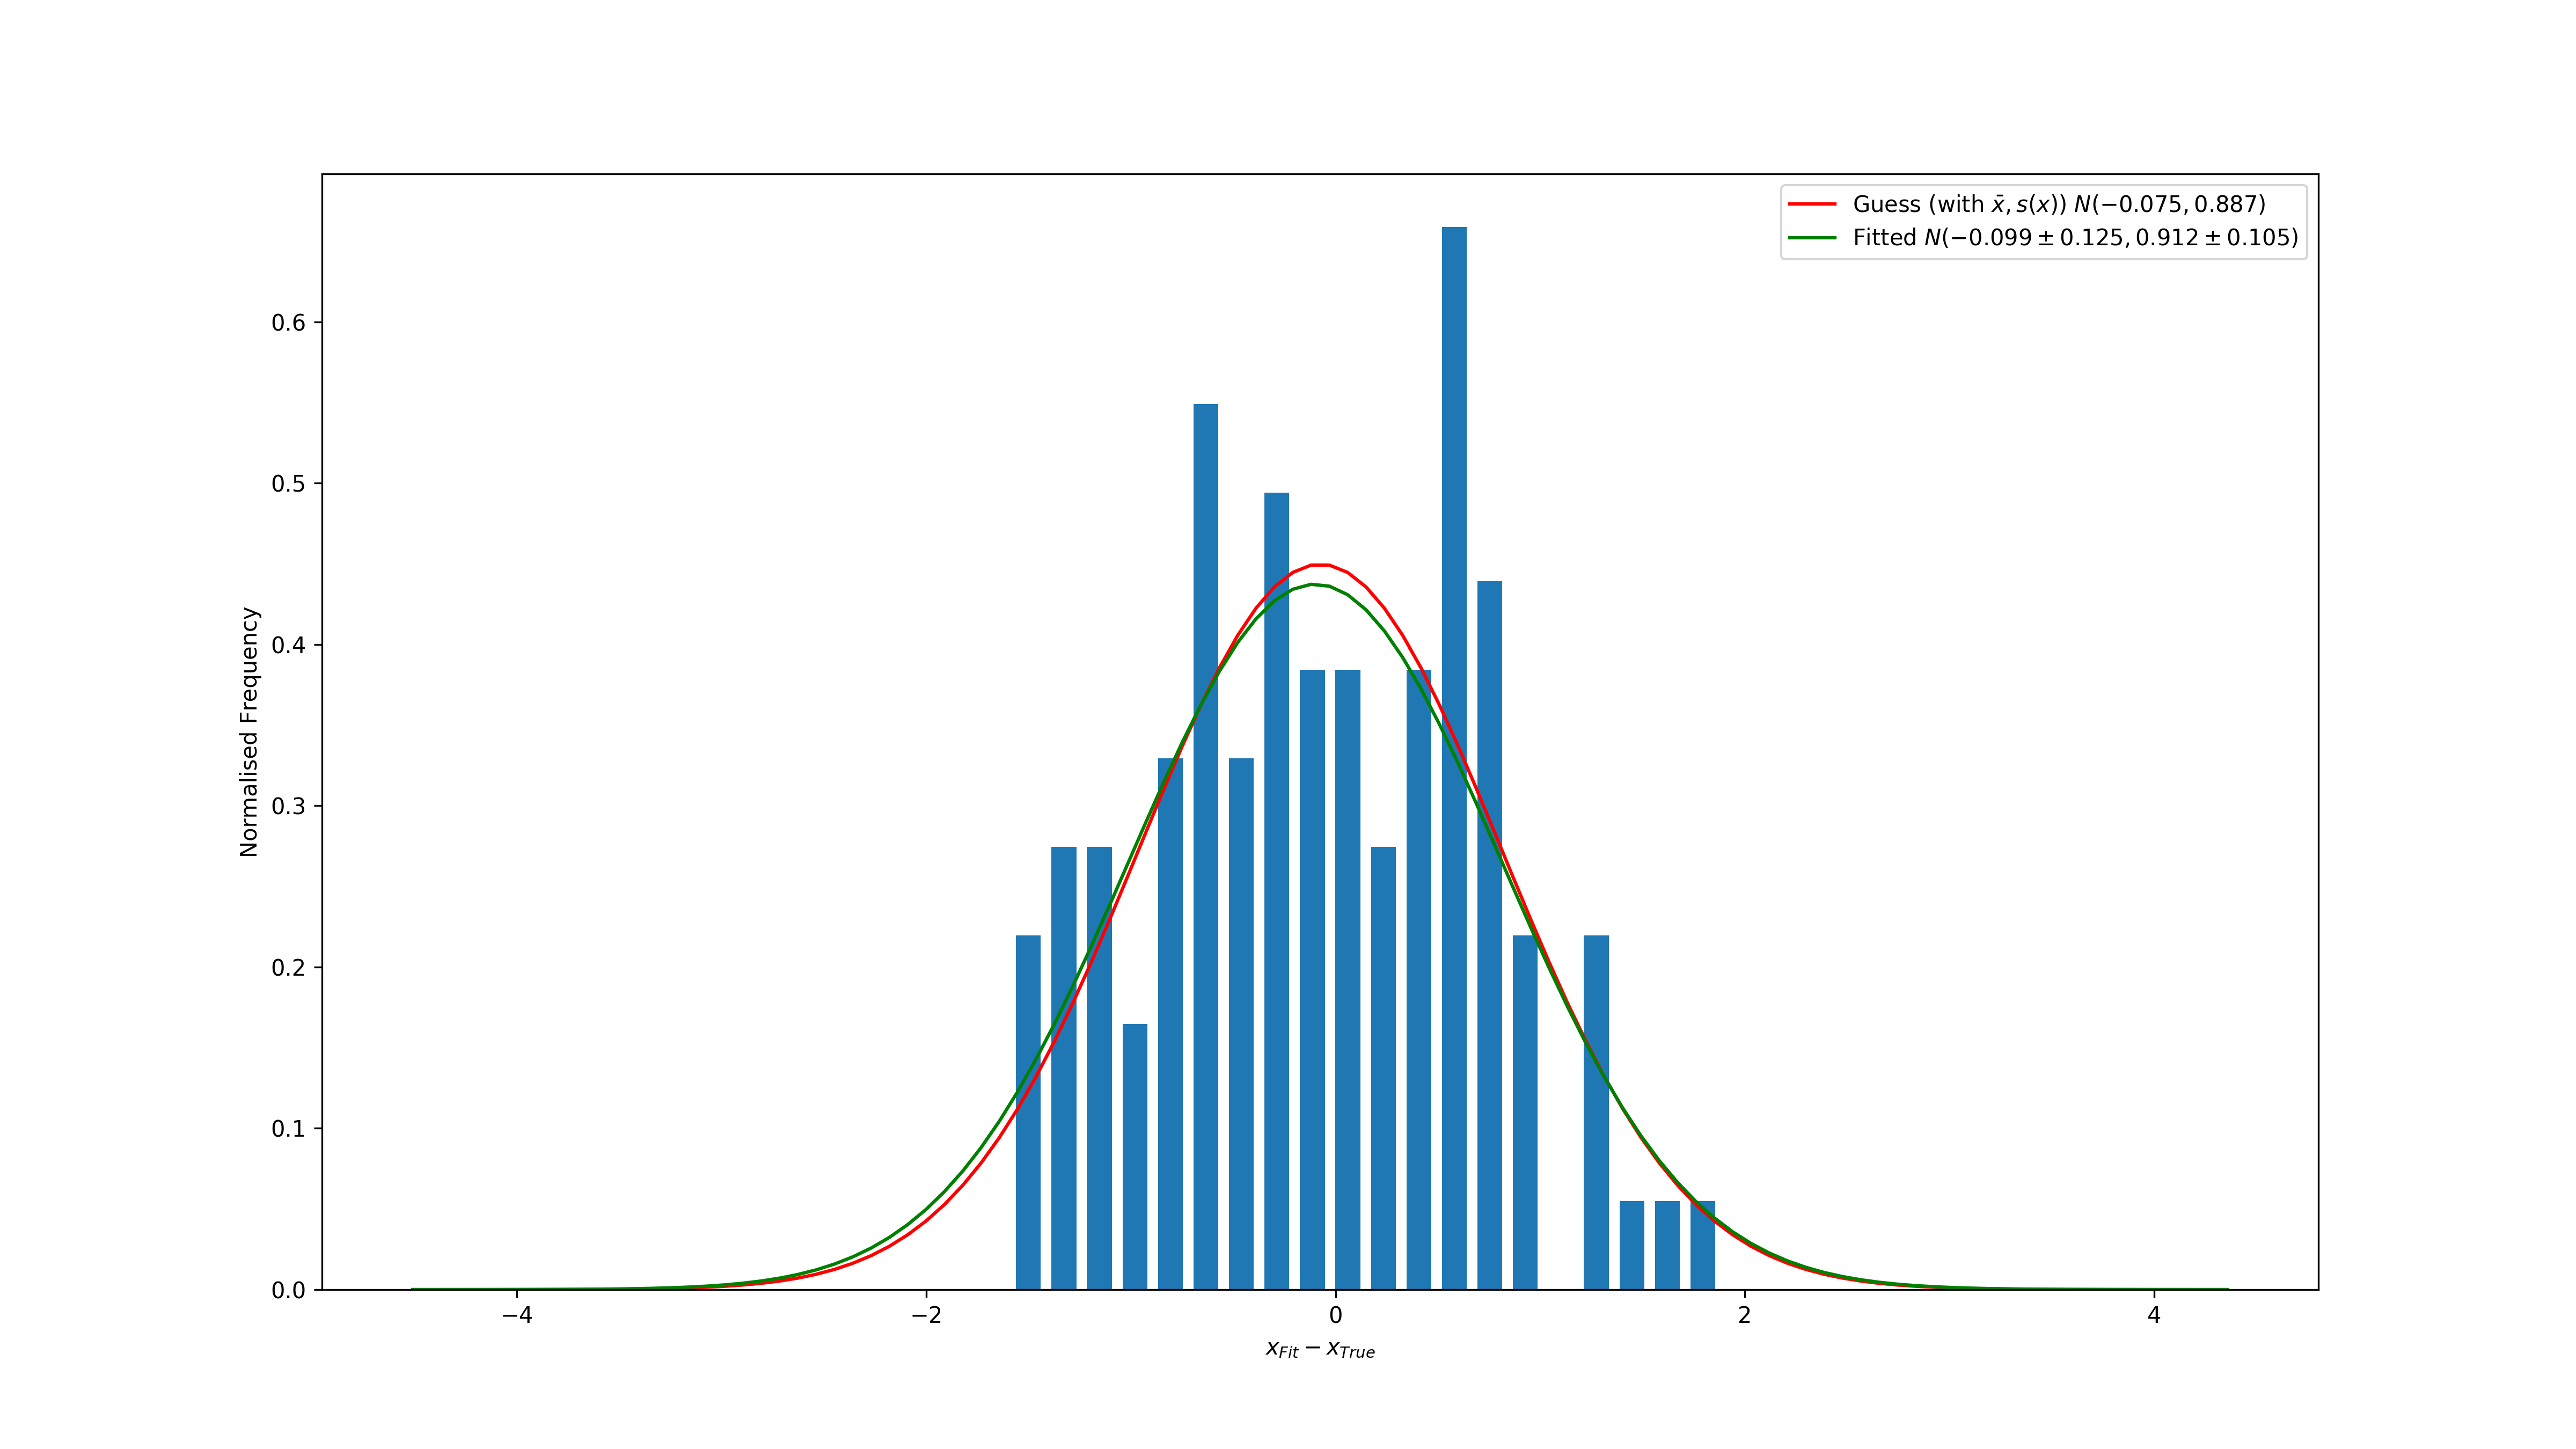 Guess (with x̄, s(x)) N(−0.075, 0.887)
Fitted N(−0.099 ± 0.125, 0.912 ± 0.105)
0.6
0.5
0.4
0.3
0.2
0.1
0.0
Normalised Frequency
−4 −2 0 2 4
x_Fit − x_True